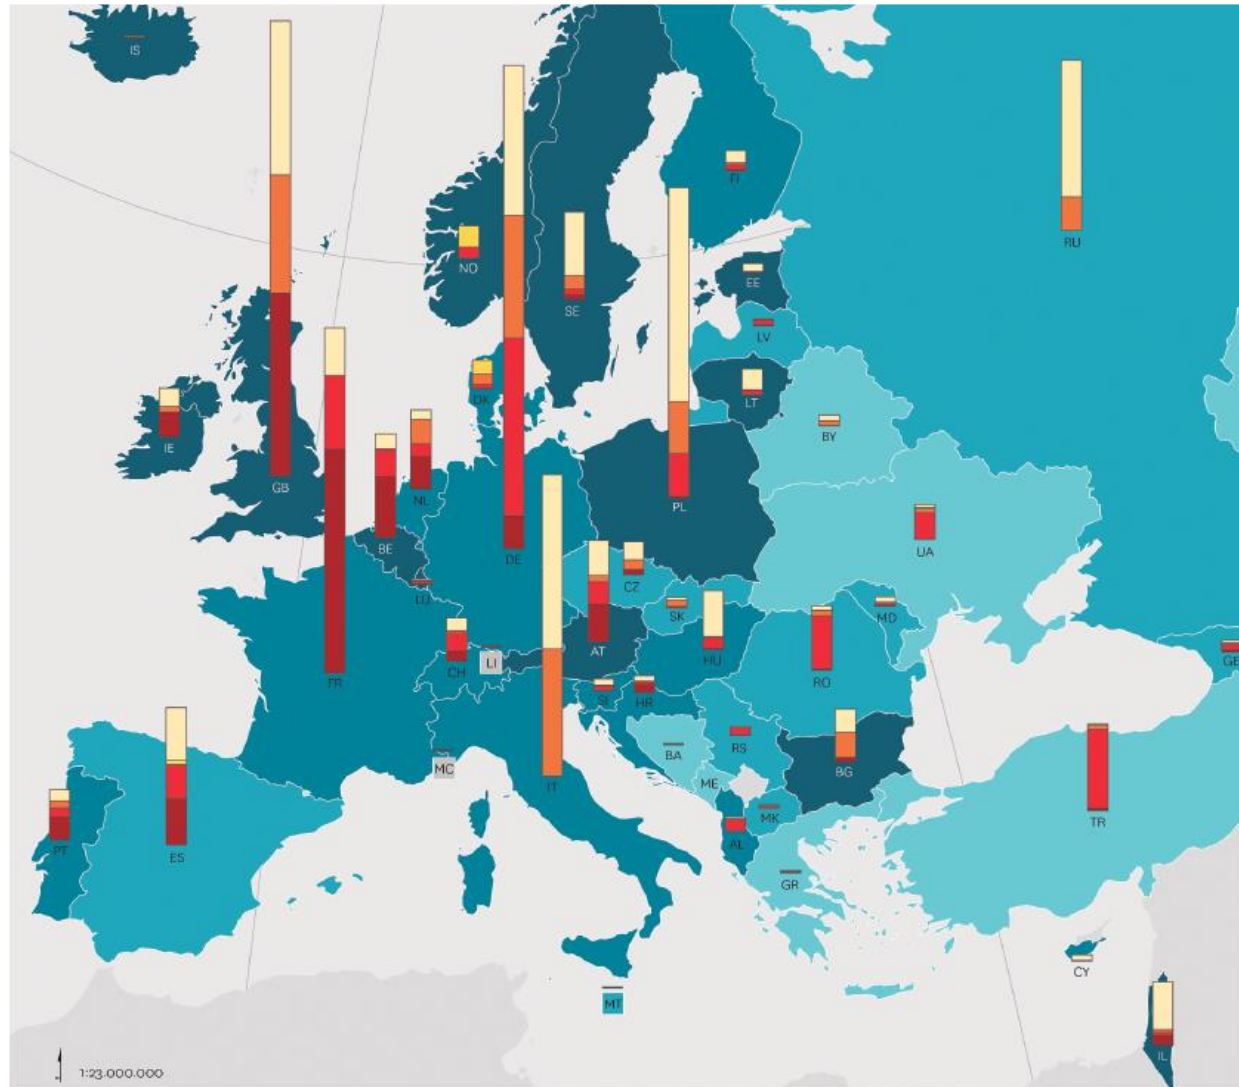 IS
FI
RU
NO
EE
SE
LV
DK
LT
IE
BY
GB
NL
PL
BE
UA
DE
LU
CZ
SK
MD
AT
HU
GE
CH
LI
FR
RO
SI
HR
BA
RS
MC
ME
BG
IT
MK
TR
PT
AL
ES
GR
CY
MT
IL
1:23.000.000